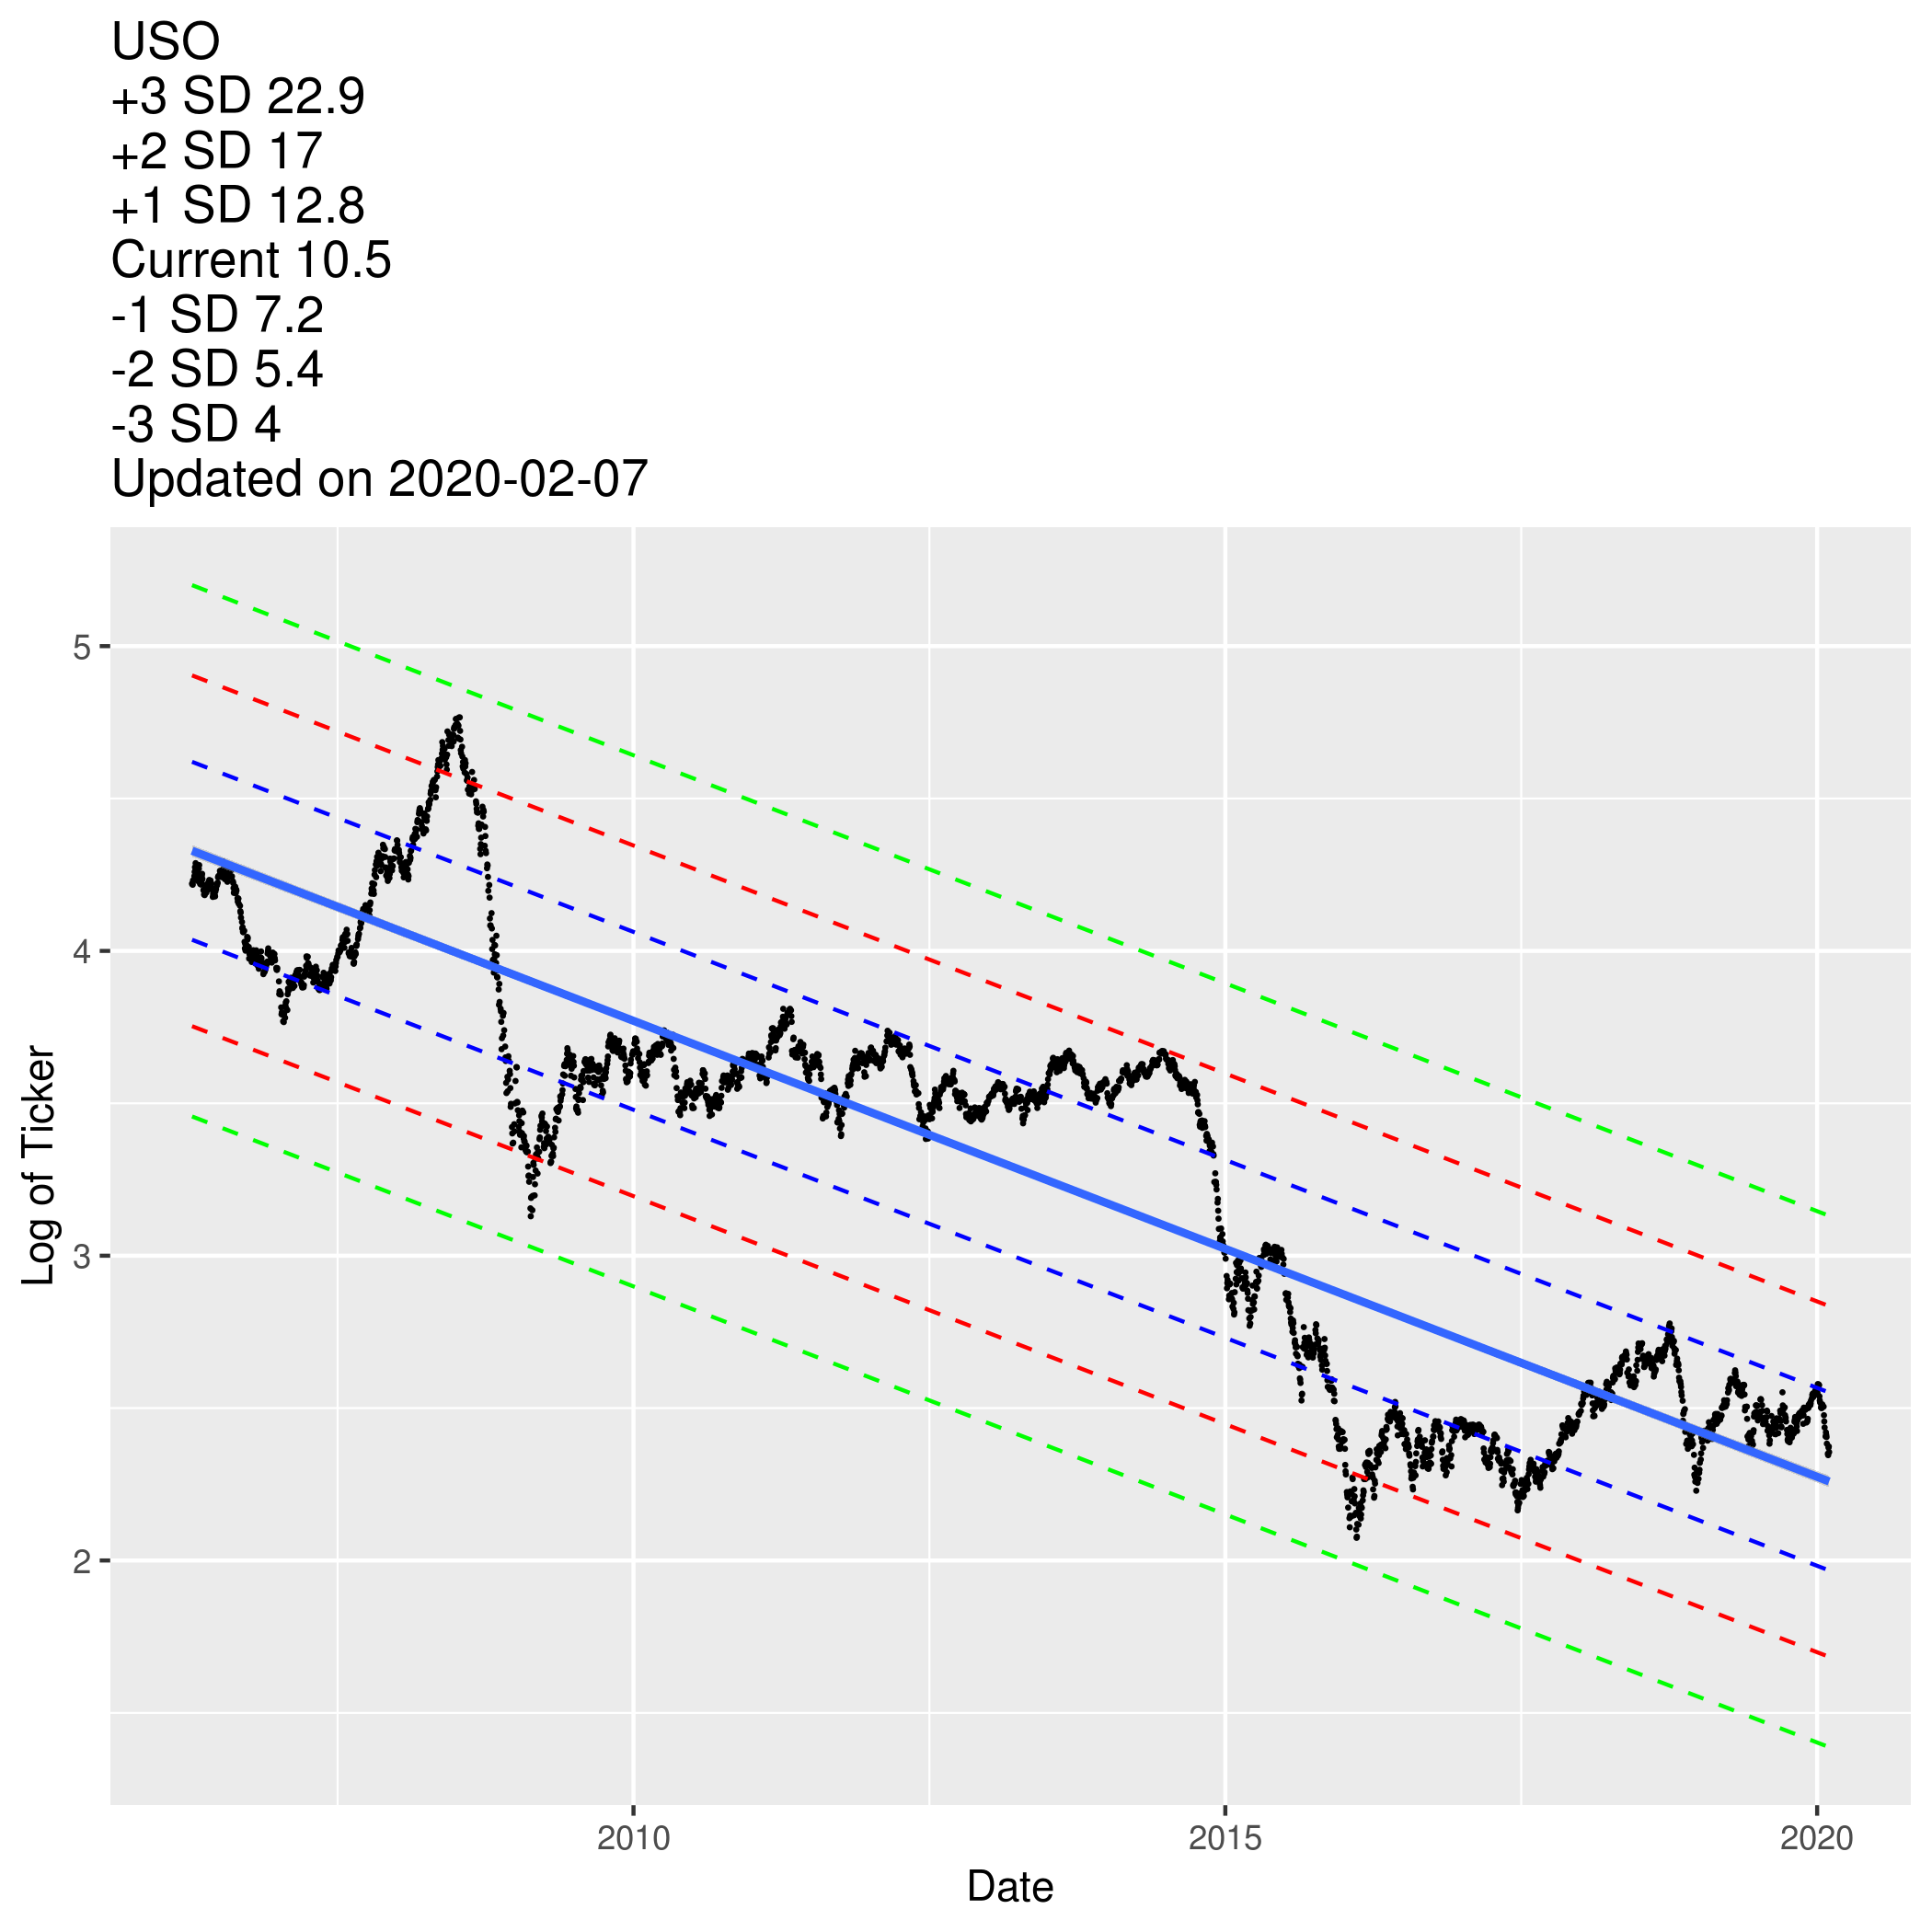 USO
+3 SD 22.9
+2 SD 17
+1 SD 12.8
Current 10.5
-1 SD 7.2
-2 SD 5.4
-3 SD 4
Updated on 2020-02-07
5
4
3
2
Log of Ticker
2010
2015
2020
Date